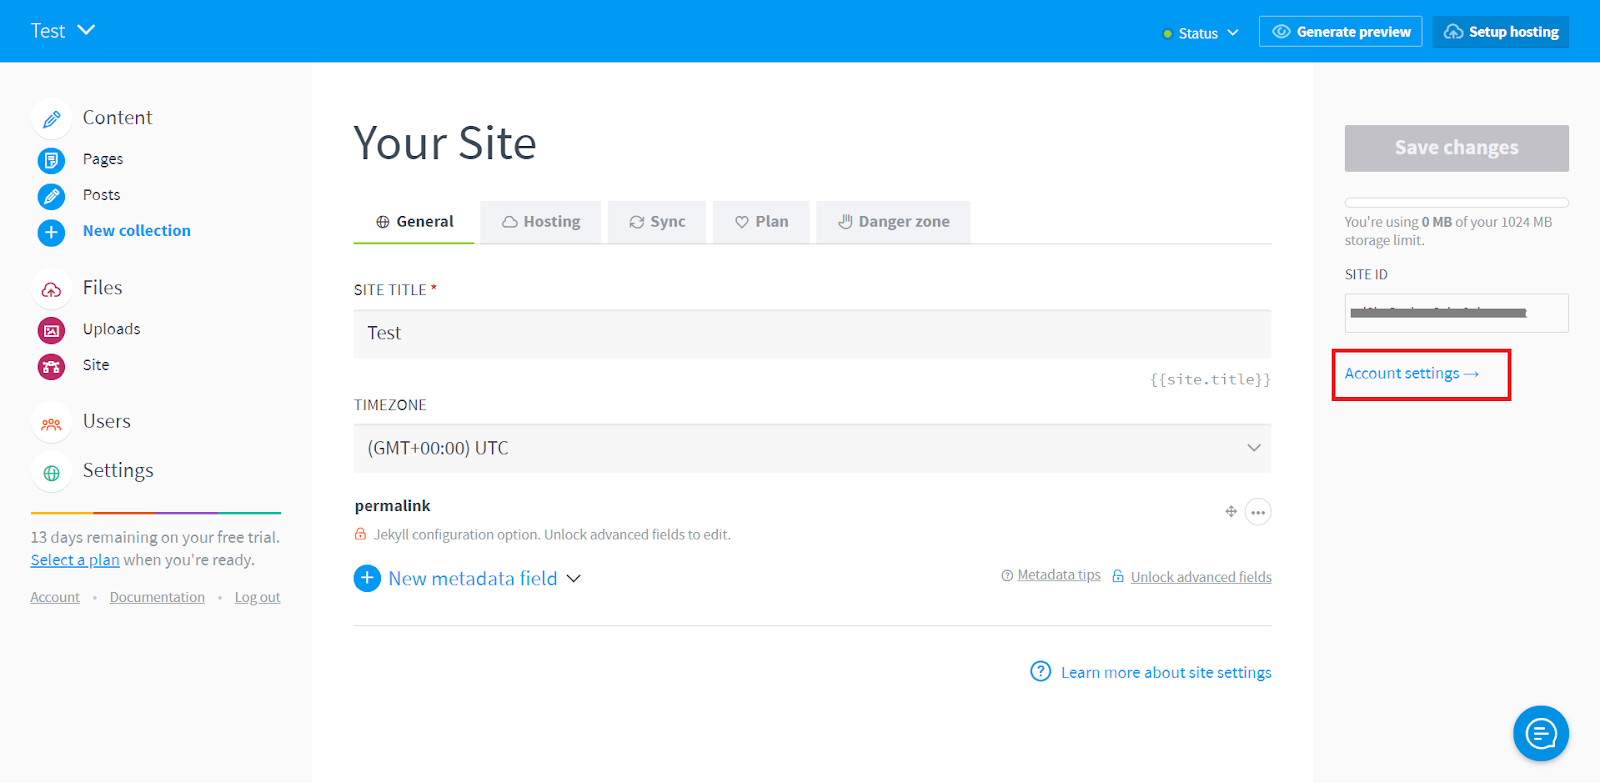 Test
Status
Generate preview
Setup hosting
Content
Pages
Posts
New collection
Files
Uploads
Site
Users
Settings
13 days remaining on your free trial.
Select a plan when you're ready.
Account • Documentation • Log out
Your Site
General
Hosting
Sync
Plan
Danger zone
SITE TITLE *
Test
{{site.title}}
TIMEZONE
(GMT+00:00) UTC
permalink
Jekyll configuration option. Unlock advanced fields to edit.
New metadata field
Metadata tips
Unlock advanced fields
Learn more about site settings
Save changes
You're using 0 MB of your 1024 MB
storage limit.
SITE ID
Account settings →